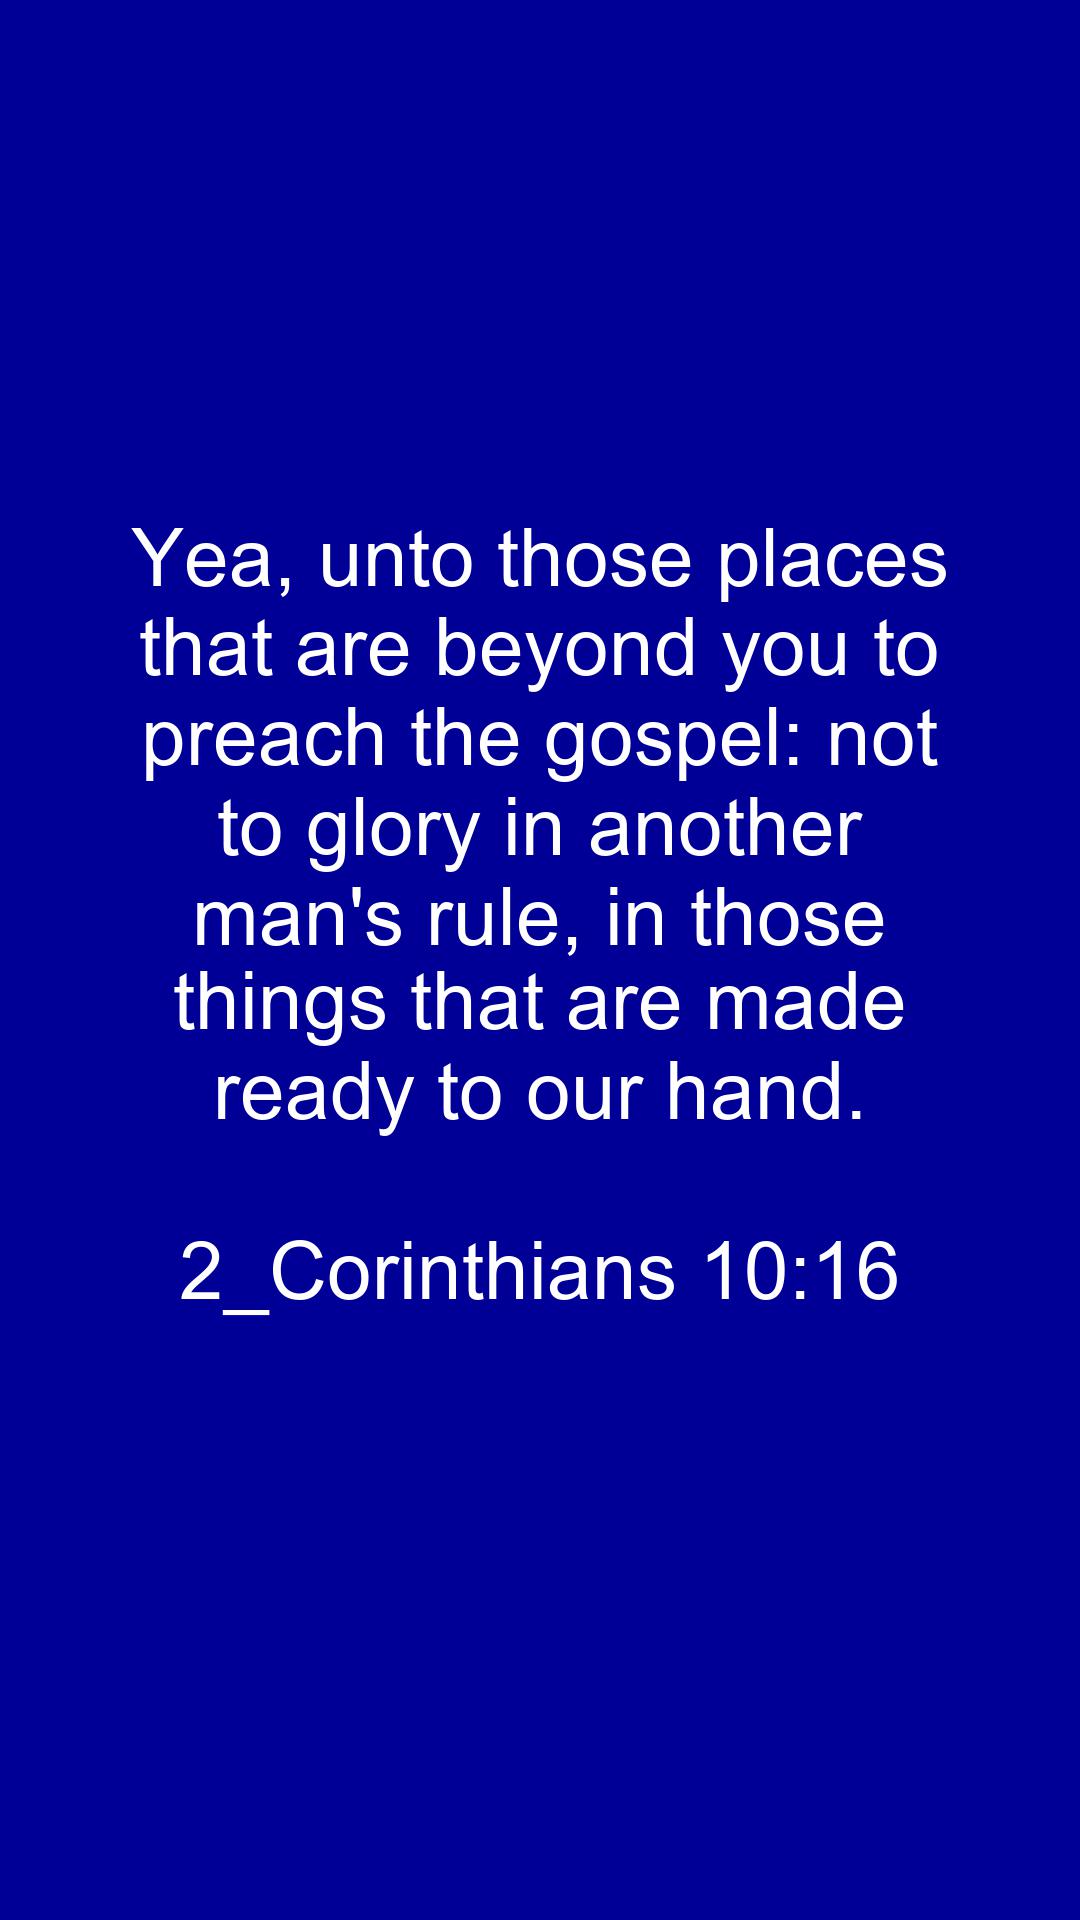 Yea, unto those places
that are beyond you to
preach the gospel: not
to glory in another
man's rule, in those
things that are made
ready to our hand.
2_Corinthians 10:16